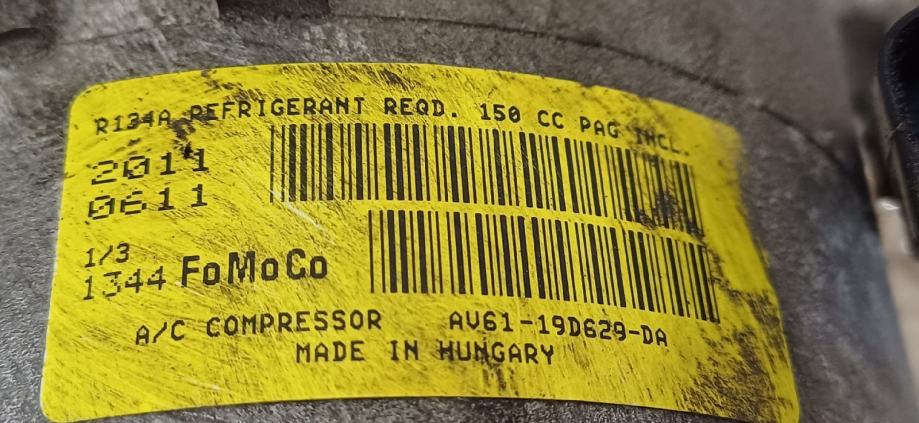 R134A REFRIGERANT REQD. 150 CC PAG INCL.
2011
0611
1/3
1344 FoMoCo
A/C COMPRESSOR AV61-19D629-DA
MADE IN HUNGARY